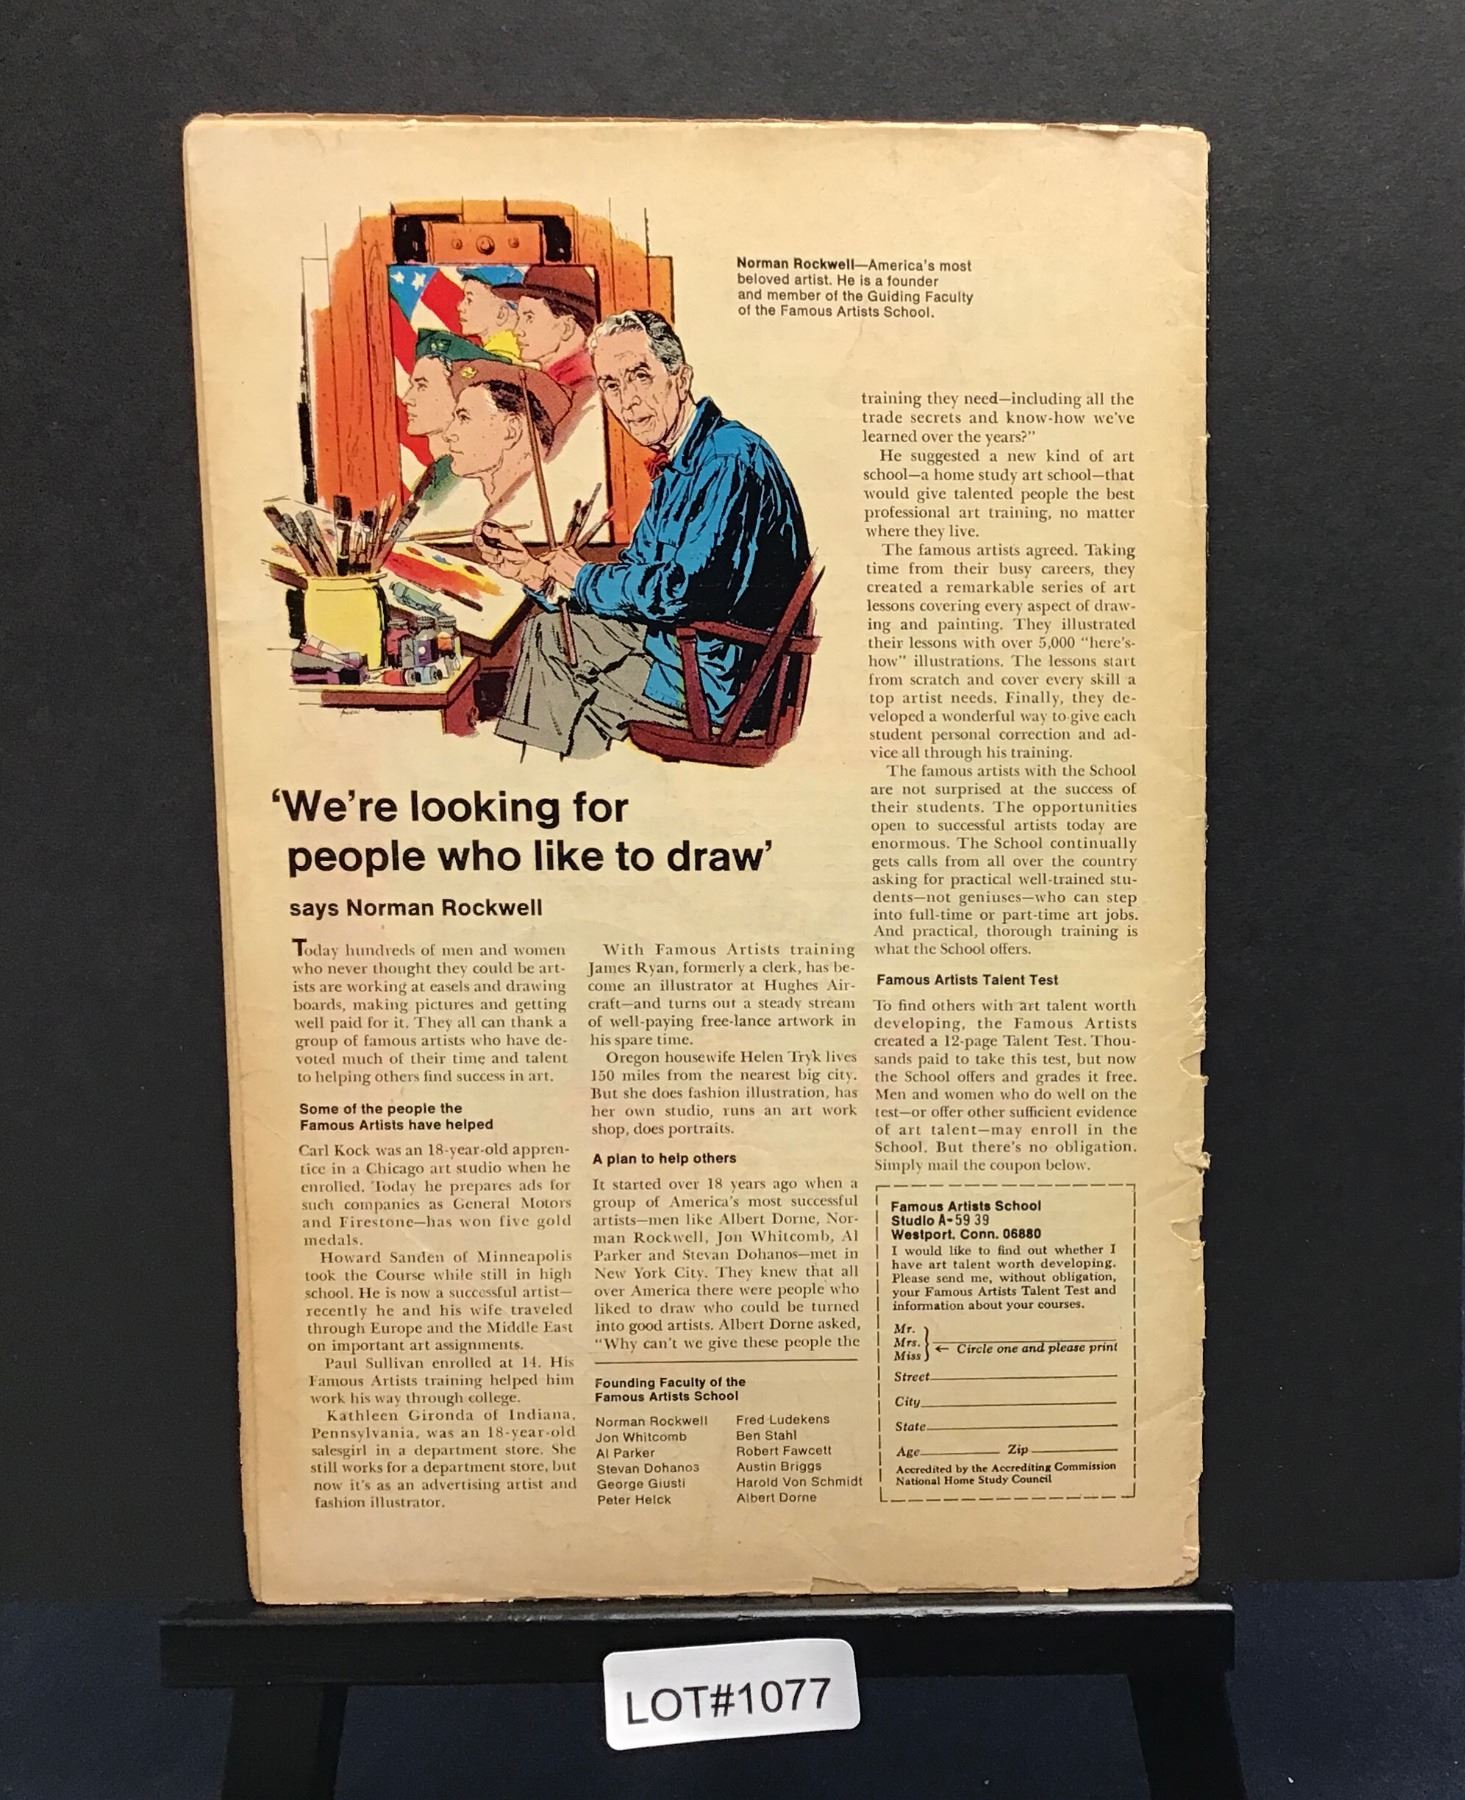 Norman Rockwell—America's most
beloved artist. He is a founder
and member of the Guiding Faculty
of the Famous Artists School.
'We're looking for
people who like to draw'
says Norman Rockwell
Today hundreds of men and women
who never thought they could be art-
ists are working at easels and drawing
boards, making pictures and getting
well paid for it. They all can thank a
group of famous artists who have de-
voted much of their time and talent
to helping others find success in art.
Some of the people the
Famous Artists have helped
Carl Kock was an 18-year-old appren-
tice in a Chicago art studio when he
enrolled. Today he prepares ads for
such companies as General Motors
and Firestone—has won five gold
medals.
Howard Sanden of Minneapolis
took the Course while still in high
school. He is now a successful artist—
recently he and his wife traveled
through Europe and the Middle East
on important art assignments.
Paul Sullivan enrolled at 14. His
Famous Artists training helped him
work his way through college.
Kathleen Gironda of Indiana,
Pennsylvania, was an 18-year-old
salesgirl in a department store. She
still works for a department store, but
now it's as an advertising artist and
fashion illustrator.
With Famous Artists training
James Ryan, formerly a clerk, has be-
come an illustrator at Hughes Air-
craft—and turns out a steady stream
of well-paying free-lance artwork in
his spare time.
Oregon housewife Helen Tryk lives
150 miles from the nearest big city.
But she does fashion illustration, has
her own studio, runs an art work
shop, does portraits.
A plan to help others
It started over 18 years ago when a
group of America's most successful
artists—men like Albert Dorne, Nor-
man Rockwell, Jon Whitcomb, Al
Parker and Stevan Dohanos—met in
New York City. They knew that all
over America there were people who
liked to draw who could be turned
into good artists. Albert Dorne asked,
"Why can't we give these people the
Founding Faculty of the
Famous Artists School
Norman Rockwell
Jon Whitcomb
Al Parker
Stevan Dohanos
George Giusti
Peter Helck
Fred Ludekens
Ben Stahl
Robert Fawcett
Austin Briggs
Harold Von Schmidt
Albert Dorne
training they need—including all the
trade secrets and know-how we've
learned over the years?"
He suggested a new kind of art
school—a home study art school—that
would give talented people the best
professional art training, no matter
where they live.
The famous artists agreed. Taking
time from their busy careers, they
created a remarkable series of art
lessons covering every aspect of draw-
ing and painting. They illustrated
their lessons with over 5,000 "here's-
how" illustrations. The lessons start
from scratch and cover every skill a
top artist needs. Finally, they de-
veloped a wonderful way to give each
student personal correction and ad-
vice all through his training.
The famous artists with the School
are not surprised at the success of
their students. The opportunities
open to successful artists today are
enormous. The School continually
gets calls from all over the country
asking for practical well-trained stu-
dents—not geniuses—who can step
into full-time or part-time art jobs.
And practical, thorough training is
what the School offers.
Famous Artists Talent Test
To find others with art talent worth
developing, the Famous Artists
created a 12-page Talent Test. Thou-
sands paid to take this test, but now
the School offers and grades it free.
Men and women who do well on the
test—or offer other sufficient evidence
of art talent—may enroll in the
School. But there's no obligation.
Simply mail the coupon below.
Famous Artists School
Studio A-59 39
Westport, Conn. 06880
I would like to find out whether I
have art talent worth developing.
Please send me, without obligation,
your Famous Artists Talent Test and
information about your courses.
Mr.
Mrs.
Miss
← Circle one and please print
Street
City
State
Age Zip
Accredited by the Accrediting Commission
National Home Study Council
LOT#1077